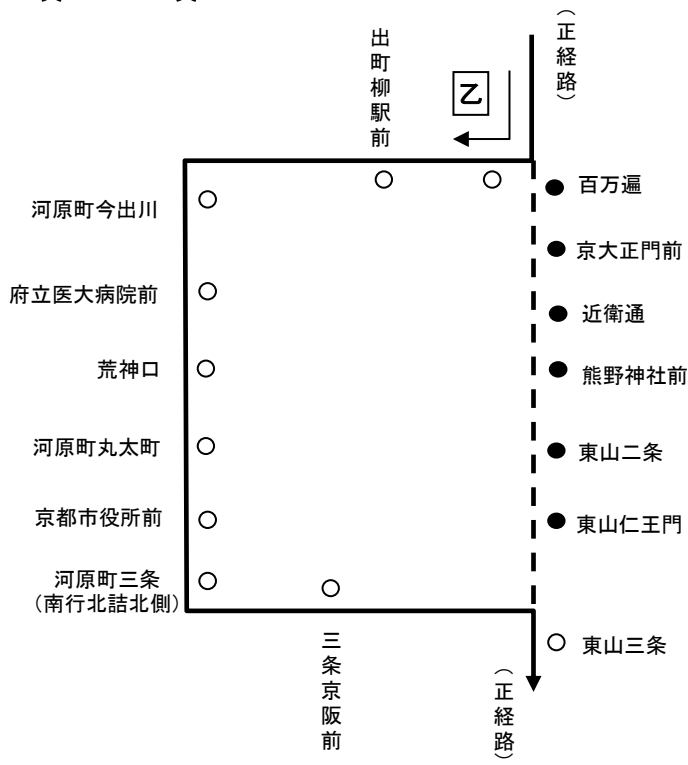 （正経路）
出町柳駅前
乙
百万遍
河原町今出川
京大正門前
府立医大病院前
近衛通
荒神口
熊野神社前
河原町丸太町
東山二条
京都市役所前
東山仁王門
河原町三条
（南行北詰北側）
三条京阪前
東山三条
（正経路）